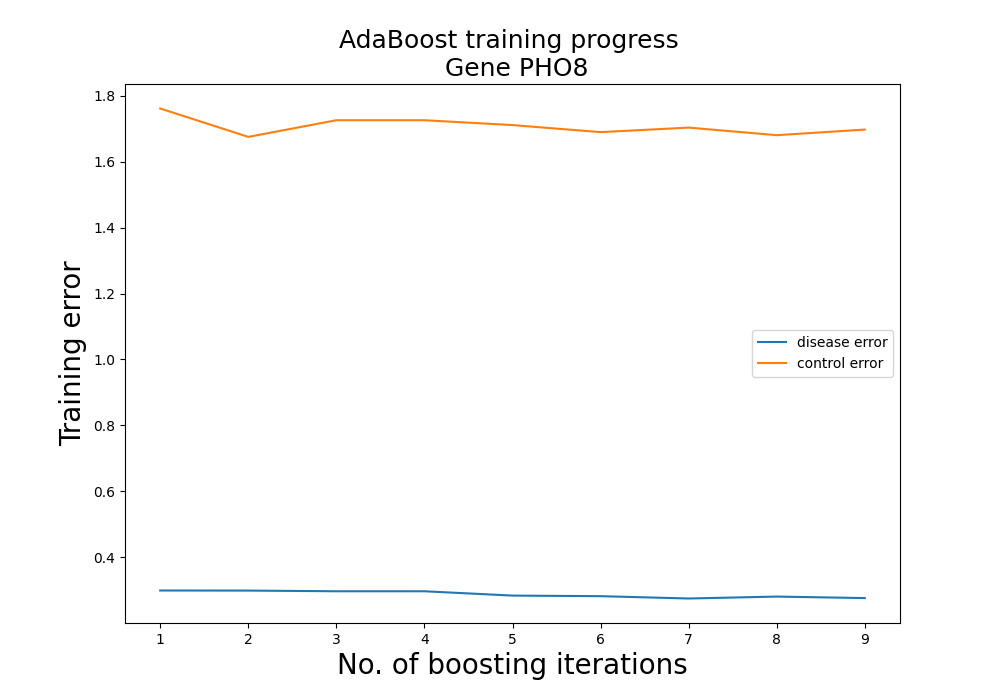 AdaBoost training progress
Gene PHO8
1.8
1.6
1.4
1.2
1.0
0.8
0.6
0.4
Training error
disease error
control error
1 2 3 4 5 6 7 8 9
No. of boosting iterations